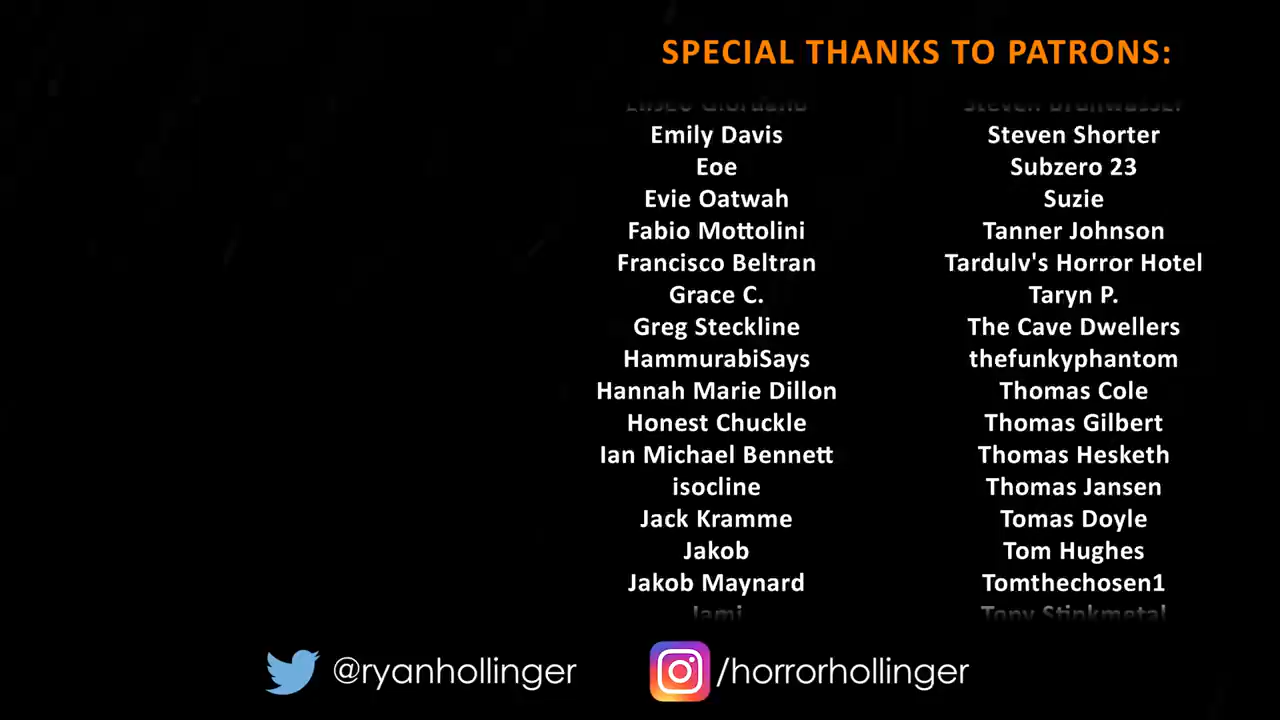 SPECIAL THANKS TO PATRONS:
Emily Davis
Eoe
Evie Oatwah
Fabio Mottolini
Francisco Beltran
Grace C.
Greg Steckline
HammurabiSays
Hannah Marie Dillon
Honest Chuckle
Ian Michael Bennett
isocline
Jack Kramme
Jakob
Jakob Maynard
Jami
Steven Shorter
Subzero 23
Suzie
Tanner Johnson
Tardulv's Horror Hotel
Taryn P.
The Cave Dwellers
thefunkyphantom
Thomas Cole
Thomas Gilbert
Thomas Hesketh
Thomas Jansen
Tomas Doyle
Tom Hughes
Tomthechosen1
Tony Stinkmetal
@ryanhollinger
/horrorhollinger